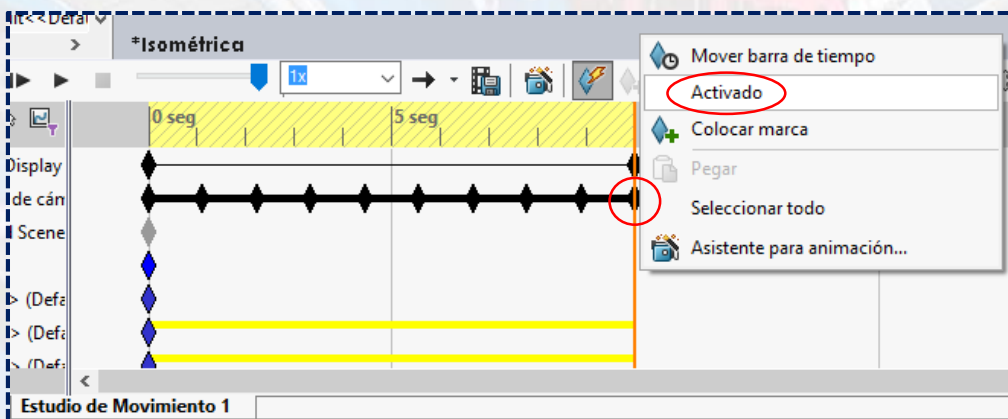 *Isométrica
1x
0 seg
5 seg
Display
de cám
Scene
> (Defa
> (Defa
> (Defa
Mover barra de tiempo
Activado
Colocar marca
Pegar
Seleccionar todo
Asistente para animación...
Estudio de Movimiento 1